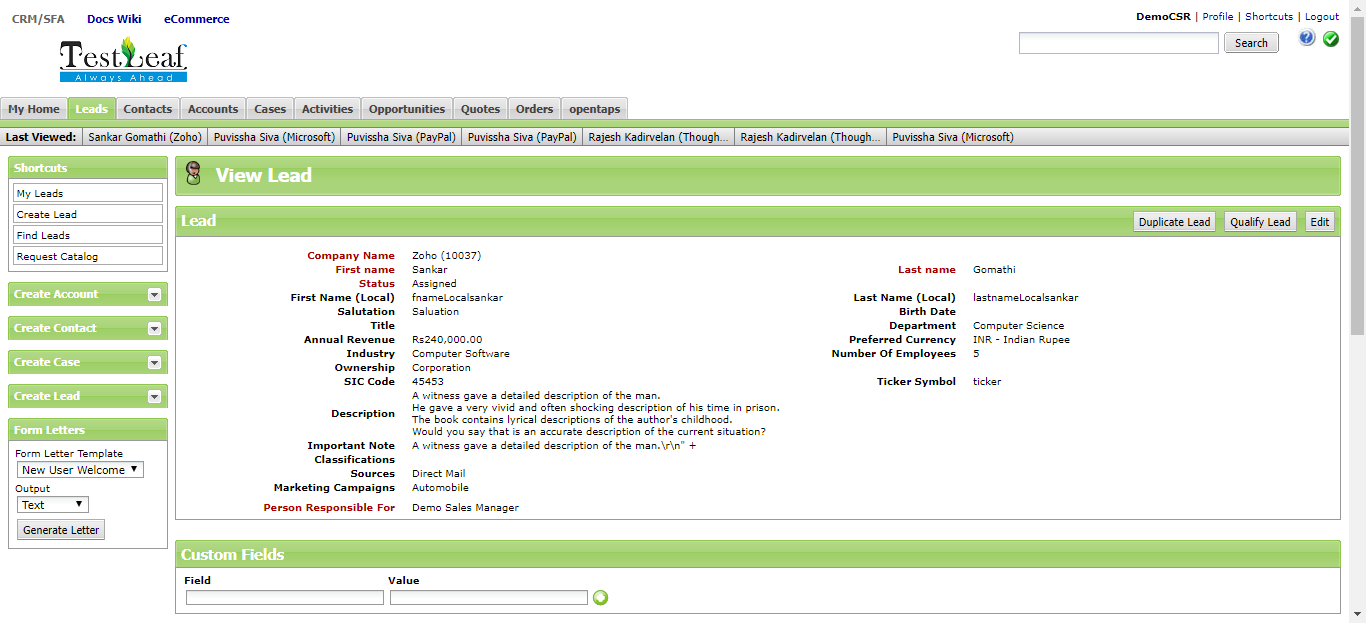 CRM/SFA Docs Wiki eCommerce
DemoCSR | Profile | Shortcuts | Logout
TestLeaf
Always Ahead
Search
My Home Leads Contacts Accounts Cases Activities Opportunities Quotes Orders opentaps
Last Viewed: Sankar Gomathi (Zoho) Puvissha Siva (Microsoft) Puvissha Siva (PayPal) Puvissha Siva (PayPal) Rajesh Kadirvelan (Though... Rajesh Kadirvelan (Though... Puvissha Siva (Microsoft)
Shortcuts
My Leads
Create Lead
Find Leads
Request Catalog
Create Account
Create Contact
Create Case
Create Lead
Form Letters
Form Letter Template
New User Welcome
Output
Text
Generate Letter
View Lead
Lead Duplicate Lead Qualify Lead Edit
Company Name Zoho (10037)
First name Sankar Last name Gomathi
Status Assigned
First Name (Local) fnameLocalsankar Last Name (Local) lastnameLocalsankar
Salutation Saluation Birth Date
Title Department Computer Science
Annual Revenue Rs240,000.00 Preferred Currency INR - Indian Rupee
Industry Computer Software Number Of Employees 5
Ownership Corporation
SIC Code 45453 Ticker Symbol ticker
Description A witness gave a detailed description of the man.
He gave a very vivid and often shocking description of his time in prison.
The book contains lyrical descriptions of the author's childhood.
Would you say that is an accurate description of the current situation?
Important Note A witness gave a detailed description of the man.\r\n" +
Classifications
Sources Direct Mail
Marketing Campaigns Automobile
Person Responsible For Demo Sales Manager
Custom Fields
Field Value